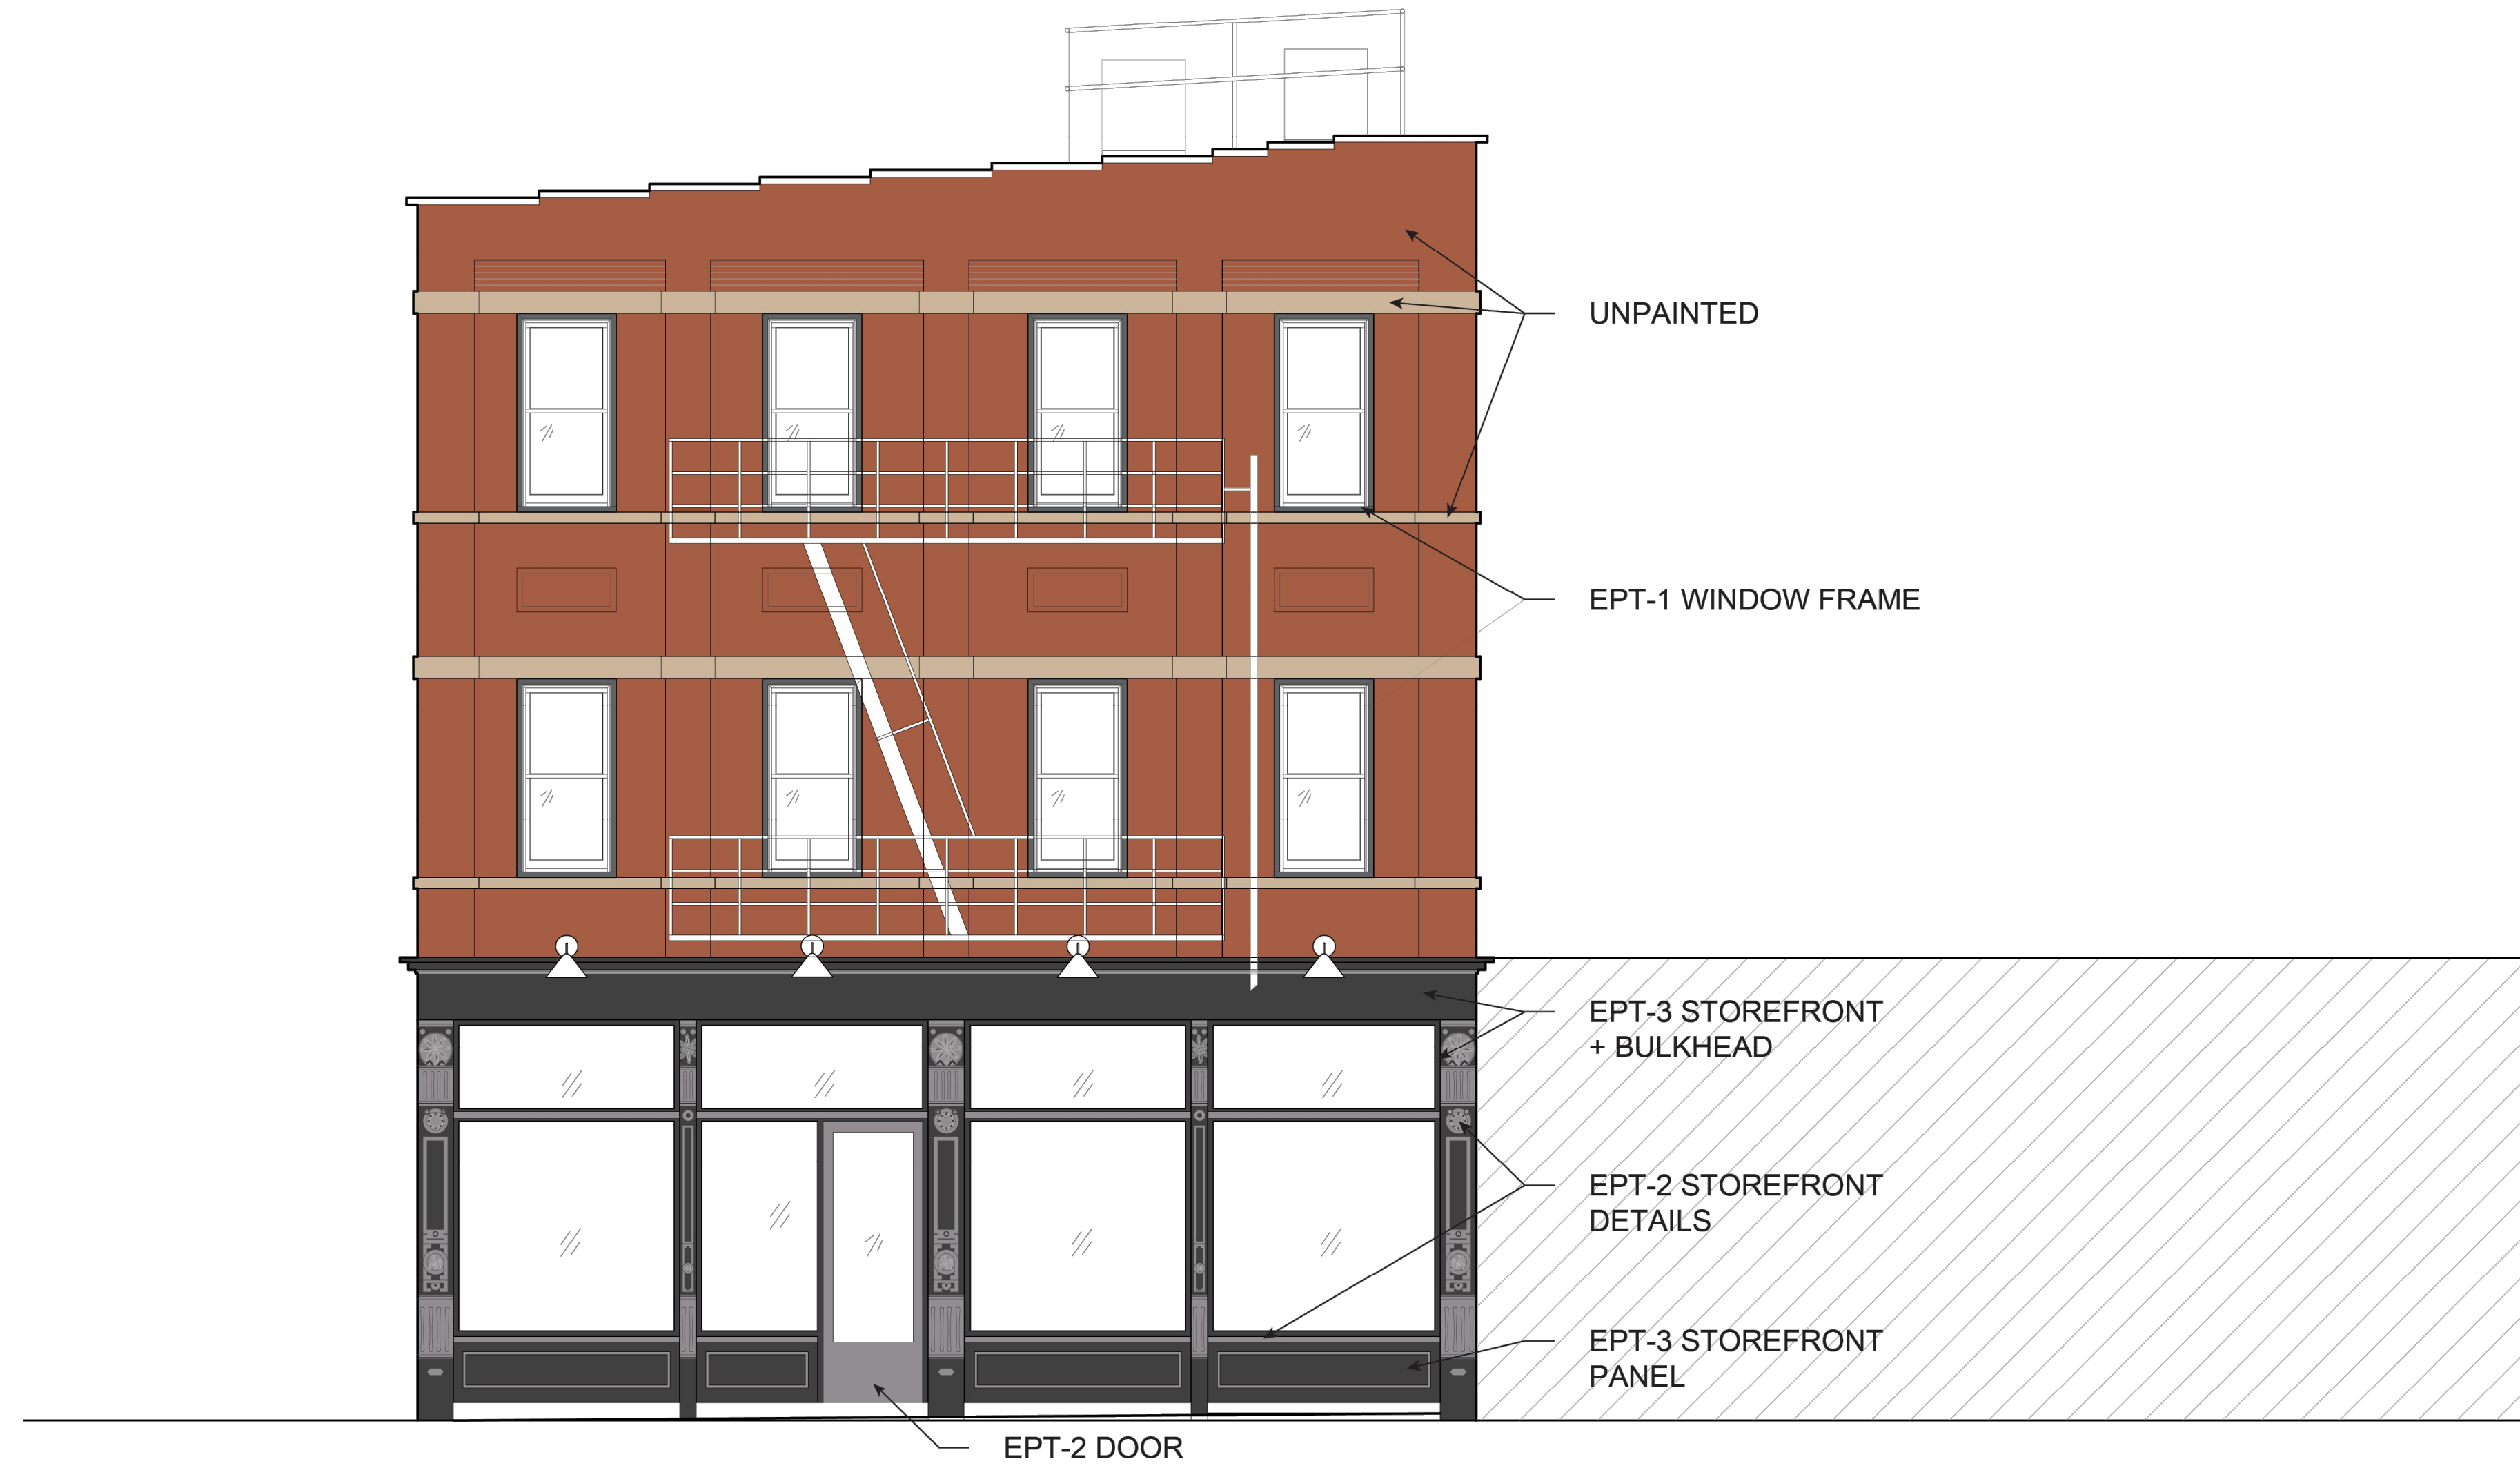 UNPAINTED
EPT-1 WINDOW FRAME
EPT-3 STOREFRONT
+ BULKHEAD
EPT-2 STOREFRONT
DETAILS
EPT-3 STOREFRONT
PANEL
EPT-2 DOOR